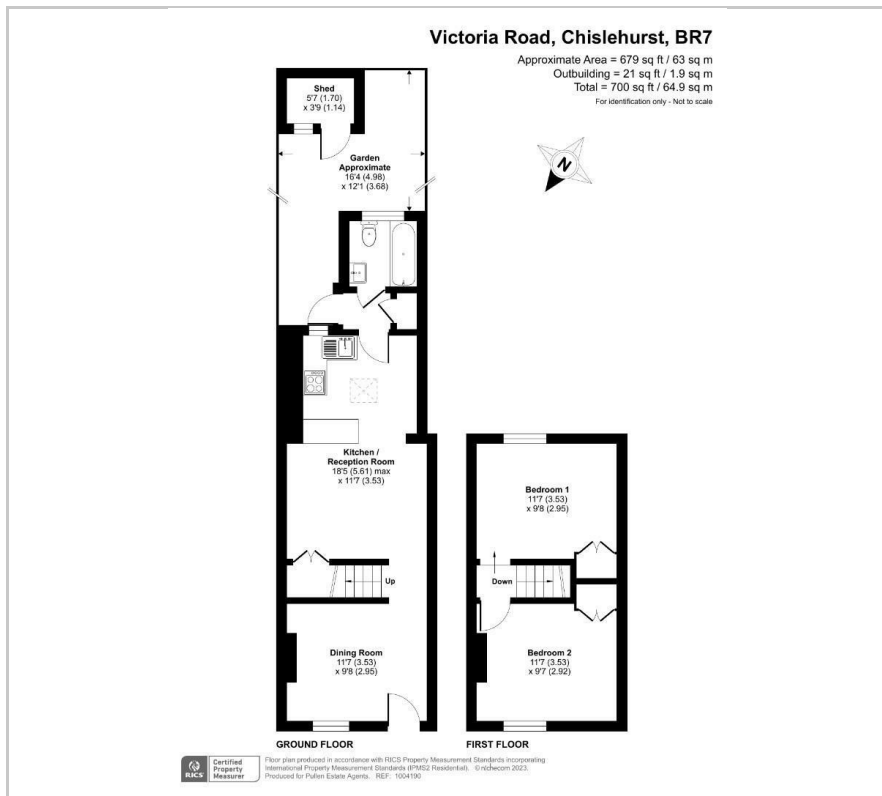 Victoria Road, Chislehurst, BR7
Approximate Area = 679 sq ft / 63 sq m
Outbuilding = 21 sq ft / 1.9 sq m
Total = 700 sq ft / 64.9 sq m
For identification only - Not to scale
Shed
5'7 (1.70)
x 3'9 (1.14)
N
Garden
Approximate
16'4 (4.98)
x 12'1 (3.68)
Kitchen /
Reception Room
18'5 (5.61) max
x 11'7 (3.53)
Up
Dining Room
11'7 (3.53)
x 9'8 (2.95)
GROUND FLOOR
Bedroom 1
11'7 (3.53)
x 9'8 (2.95)
Down
Bedroom 2
11'7 (3.53)
x 9'7 (2.92)
FIRST FLOOR
RICS
Certified
Property
Measurer
Floor plan produced in accordance with RICS Property Measurement Standards incorporating
International Property Measurement Standards (IPMS2 Residential). © nichecom 2023.
Produced for Pullen Estate Agents. REF: 1004190